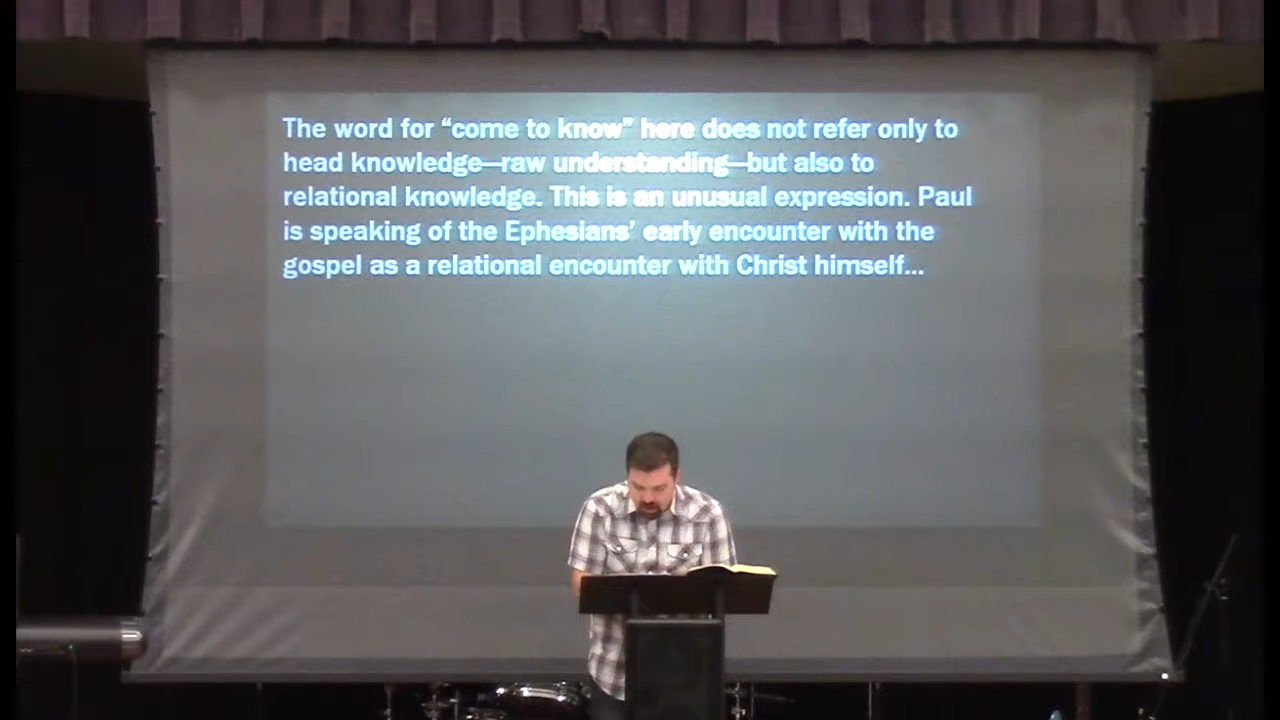 The word for “come to know” here does not refer only to
head knowledge—raw understanding—but also to
relational knowledge. This is an unusual expression. Paul
is speaking of the Ephesians’ early encounter with the
gospel as a relational encounter with Christ himself...